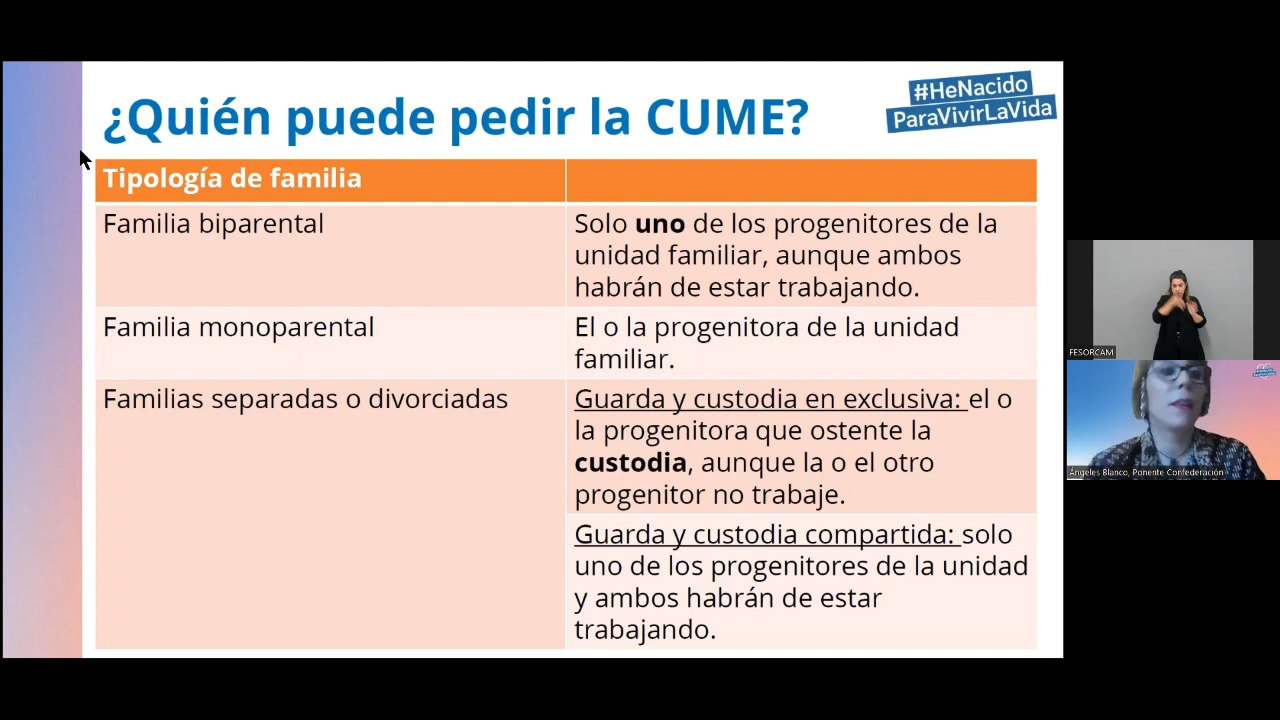 ¿Quién puede pedir la CUME?
#HeNacido
ParaVivirLaVida
Tipología de familia
Familia biparental
Solo uno de los progenitores de la
unidad familiar, aunque ambos
habrán de estar trabajando.
Familia monoparental
El o la progenitora de la unidad
familiar.
Familias separadas o divorciadas
Guarda y custodia en exclusiva: el o
la progenitora que ostente la
custodia, aunque la o el otro
progenitor no trabaje.
Guarda y custodia compartida: solo
uno de los progenitores de la unidad
y ambos habrán de estar
trabajando.
FESORCAM
Ángeles Blanco, Ponente Confederación